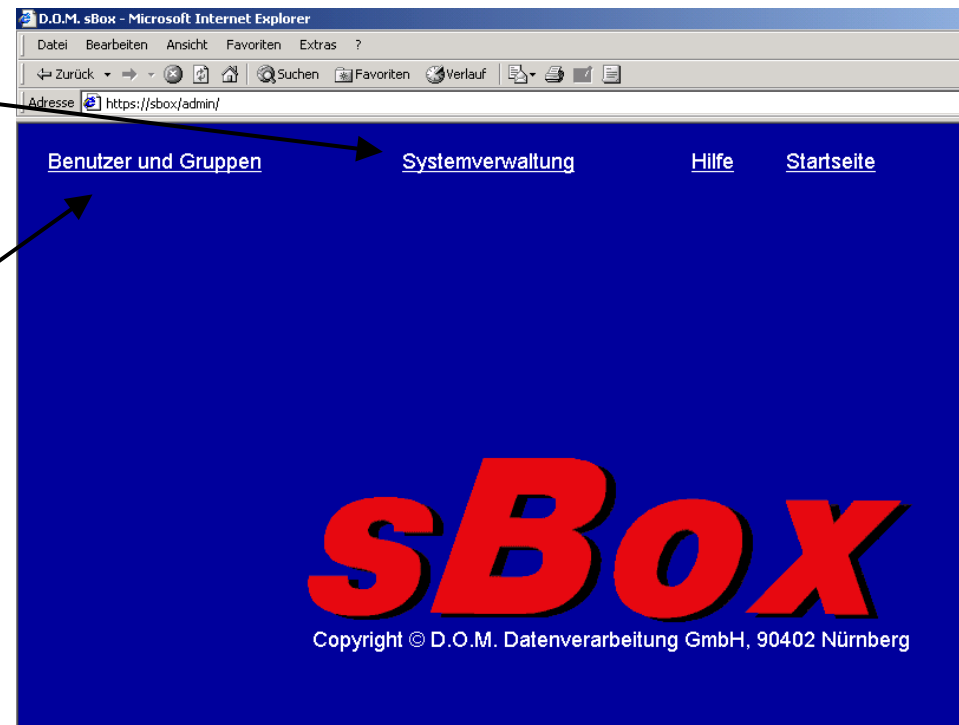 D.O.M. sBox - Microsoft Internet Explorer
Datei Bearbeiten Ansicht Favoriten Extras ?
Zurück Suchen Favoriten Verlauf
Adresse https://sbox/admin/
Benutzer und Gruppen Systemverwaltung Hilfe Startseite
sBox
Copyright © D.O.M. Datenverarbeitung GmbH, 90402 Nürnberg